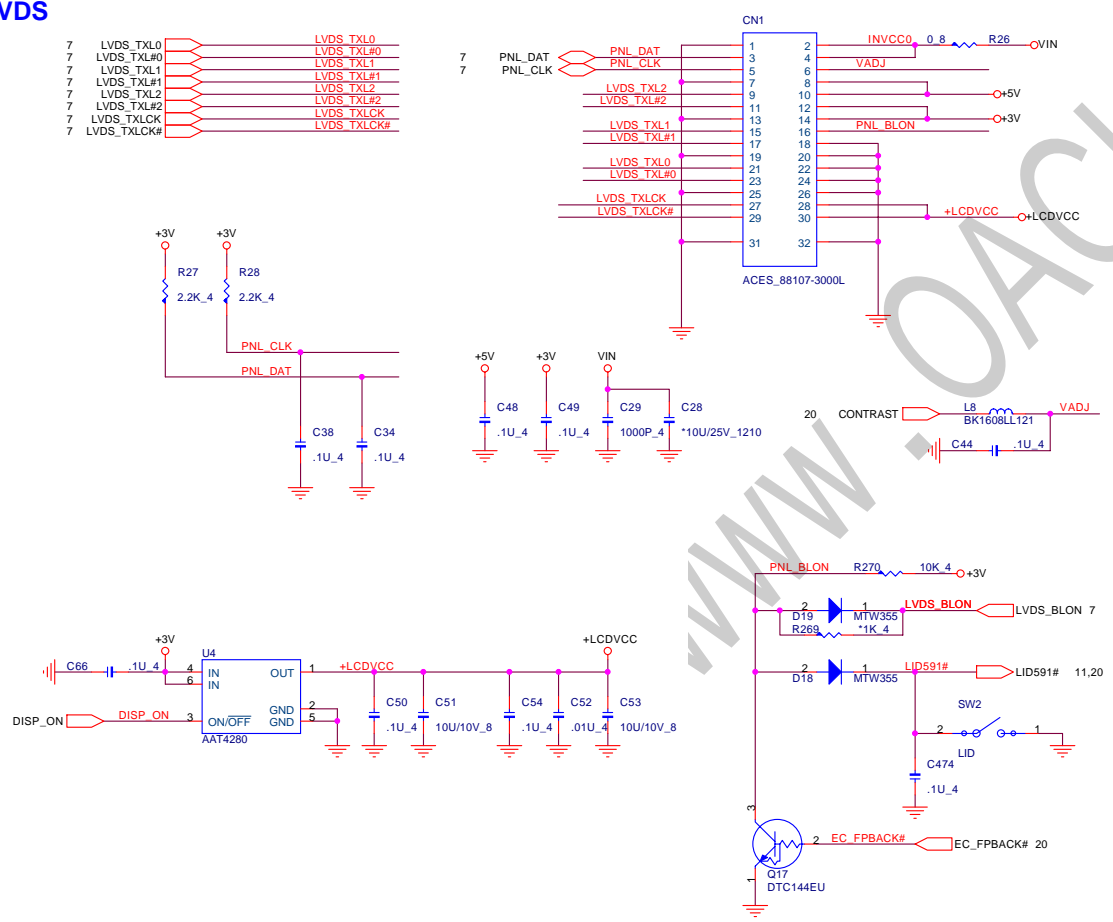 VDS
7 LVDS_TXL0 LVDS_TXL0
7 LVDS_TXL#0 LVDS_TXL#0
7 LVDS_TXL1 LVDS_TXL1
7 LVDS_TXL#1 LVDS_TXL#1
7 LVDS_TXL2 LVDS_TXL2
7 LVDS_TXL#2 LVDS_TXL#2
7 LVDS_TXLCK LVDS_TXLCK
7 LVDS_TXLCK# LVDS_TXLCK#
7 PNL_DAT PNL_DAT
7 PNL_CLK PNL_CLK
CN1
1 2 INVCC0 0_8 R26 VIN
3 4
5 6 VADJ
7 8
LVDS_TXL2 9 10 +5V
LVDS_TXL#2 11 12
13 14 +3V
LVDS_TXL1 15 16 PNL_BLON
LVDS_TXL#1 17 18
19 20
LVDS_TXL0 21 22
LVDS_TXL#0 23 24
25 26
LVDS_TXLCK 27 28
LVDS_TXLCK# 29 30 +LCDVCC +LCDVCC
31 32
ACES_88107-3000L
+3V +3V
R27 R28
2.2K_4 2.2K_4
PNL_CLK
PNL_DAT
C38 C34
.1U_4 .1U_4
+5V +3V VIN
C48 C49 C29 C28
.1U_4 .1U_4 1000P_4 *10U/25V_1210
20 CONTRAST L8 VADJ
BK1608LL121
C44 .1U_4
PNL_BLON R270 10K_4 +3V
2 1 LVDS_BLON LVDS_BLON 7
D19 MTW355
R269 *1K_4
2 1 LID591# LID591# 11,20
D18 MTW355
SW2
2 1
LID
C474
.1U_4
3
2 EC_FPBACK# EC_FPBACK# 20
1
Q17
DTC144EU
+3V
C66 .1U_4
U4
4 IN OUT 1 +LCDVCC +LCDVCC
6 IN
GND 2
DISP_ON DISP_ON 3 ON/OFF GND 5
AAT4280
C50 C51 C54 C52 C53
.1U_4 10U/10V_8 .1U_4 .01U_4 10U/10V_8
WWW.OAC